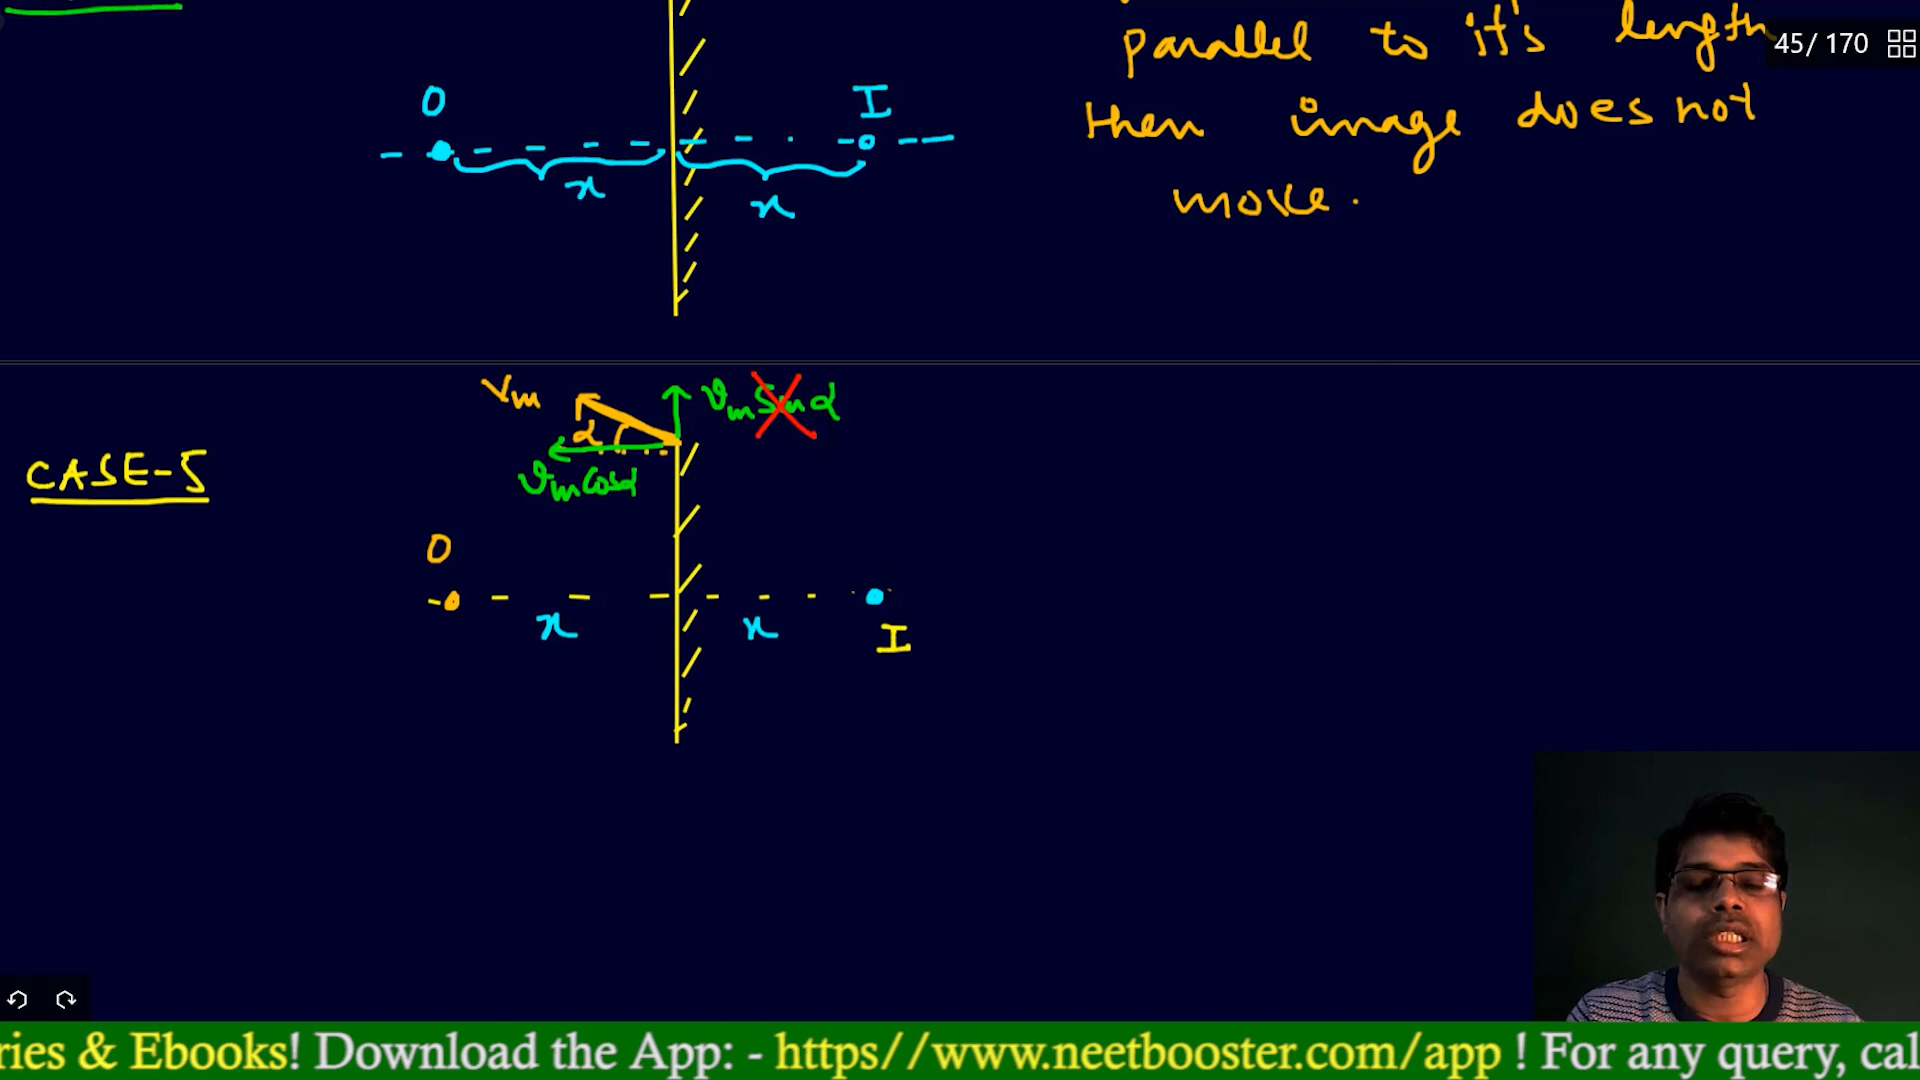 45/ 170
parallel to it's length
then image does not
move.
O
I
x
x
CASE-5
Vm
α
vm Sin α
vm Cosα
O
x
x
I
ries & Ebooks! Download the App: - https//www.neetbooster.com/app ! For any query, cal